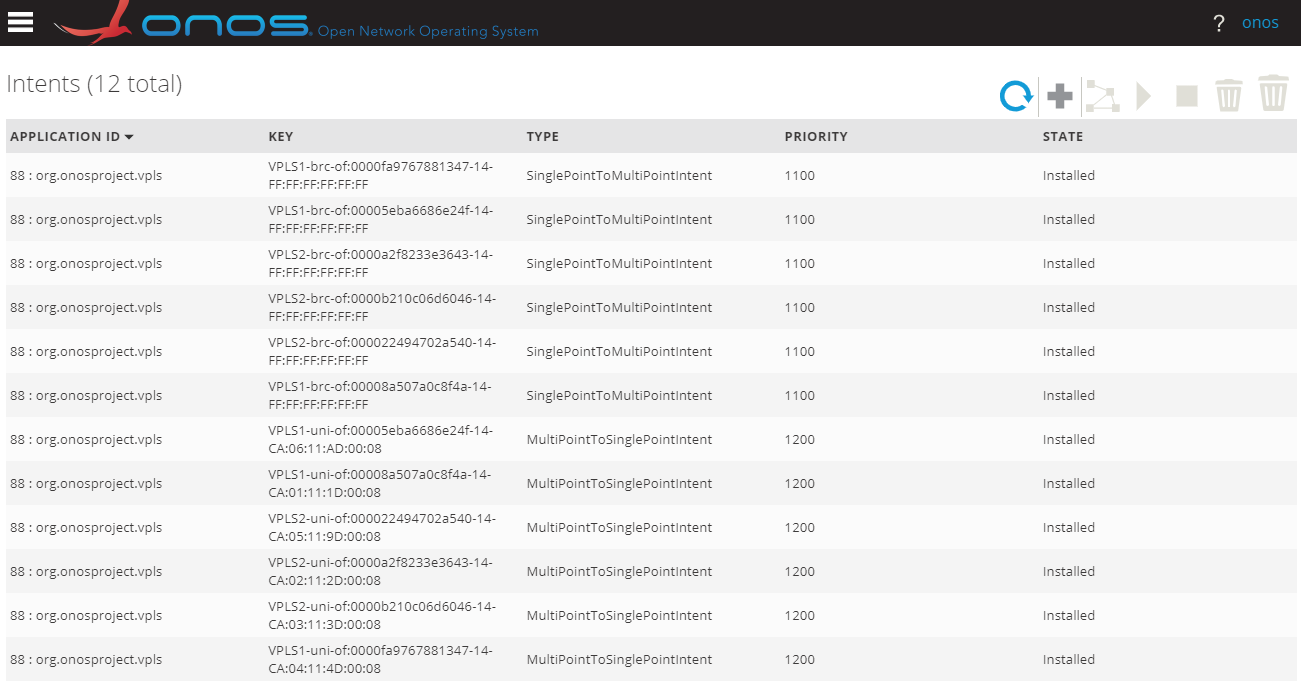 onos Open Network Operating System ? onos
Intents (12 total)
APPLICATION ID KEY TYPE PRIORITY STATE
88 : org.onosproject.vpls VPLS1-brc-of:0000fa9767881347-14- SinglePointToMultiPointIntent 1100 Installed
FF:FF:FF:FF:FF:FF
88 : org.onosproject.vpls VPLS1-brc-of:00005eba6686e24f-14- SinglePointToMultiPointIntent 1100 Installed
FF:FF:FF:FF:FF:FF
88 : org.onosproject.vpls VPLS2-brc-of:0000a2f8233e3643-14- SinglePointToMultiPointIntent 1100 Installed
FF:FF:FF:FF:FF:FF
88 : org.onosproject.vpls VPLS2-brc-of:0000b210c06d6046-14- SinglePointToMultiPointIntent 1100 Installed
FF:FF:FF:FF:FF:FF
88 : org.onosproject.vpls VPLS2-brc-of:000022494702a540-14- SinglePointToMultiPointIntent 1100 Installed
FF:FF:FF:FF:FF:FF
88 : org.onosproject.vpls VPLS1-brc-of:00008a507a0c8f4a-14- SinglePointToMultiPointIntent 1100 Installed
FF:FF:FF:FF:FF:FF
88 : org.onosproject.vpls VPLS1-uni-of:00005eba6686e24f-14- MultiPointToSinglePointIntent 1200 Installed
CA:06:11:AD:00:08
88 : org.onosproject.vpls VPLS1-uni-of:00008a507a0c8f4a-14- MultiPointToSinglePointIntent 1200 Installed
CA:01:11:1D:00:08
88 : org.onosproject.vpls VPLS2-uni-of:000022494702a540-14- MultiPointToSinglePointIntent 1200 Installed
CA:05:11:9D:00:08
88 : org.onosproject.vpls VPLS2-uni-of:0000a2f8233e3643-14- MultiPointToSinglePointIntent 1200 Installed
CA:02:11:2D:00:08
88 : org.onosproject.vpls VPLS2-uni-of:0000b210c06d6046-14- MultiPointToSinglePointIntent 1200 Installed
CA:03:11:3D:00:08
88 : org.onosproject.vpls VPLS1-uni-of:0000fa9767881347-14- MultiPointToSinglePointIntent 1200 Installed
CA:04:11:4D:00:08